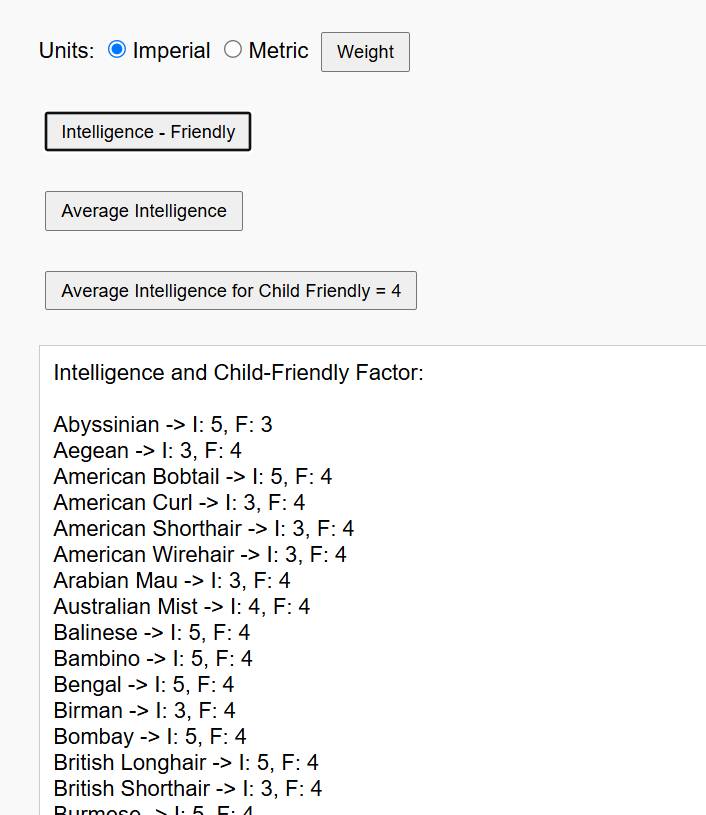 Units: Imperial Metric Weight
Intelligence - Friendly
Average Intelligence
Average Intelligence for Child Friendly = 4
Intelligence and Child-Friendly Factor:
Abyssinian -> I: 5, F: 3
Aegean -> I: 3, F: 4
American Bobtail -> I: 5, F: 4
American Curl -> I: 3, F: 4
American Shorthair -> I: 3, F: 4
American Wirehair -> I: 3, F: 4
Arabian Mau -> I: 3, F: 4
Australian Mist -> I: 4, F: 4
Balinese -> I: 5, F: 4
Bambino -> I: 5, F: 4
Bengal -> I: 5, F: 4
Birman -> I: 3, F: 4
Bombay -> I: 5, F: 4
British Longhair -> I: 5, F: 4
British Shorthair -> I: 3, F: 4
Burmese -> I: 5, F: 4